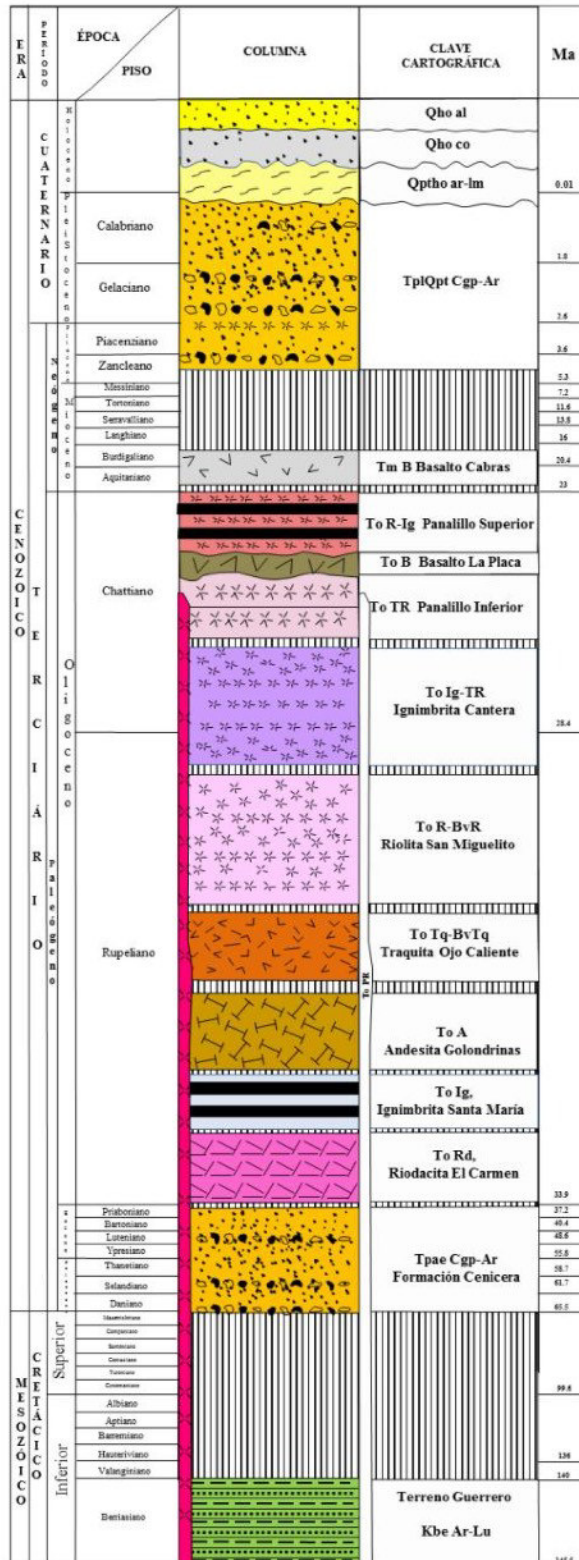 ERA
PERIODO
ÉPOCA
PISO
COLUMNA
CLAVE
CARTOGRÁFICA
Ma
CENOZOICO
MESOZÓICO
CUATERNARIO
TERCIÁRIO
CRETÁCICO
Neógeno
Paleógeno
Holoceno
Pleistoceno
Mioceno
Oligoceno
Superior
Inferior
Calabriano
Gelaciano
Piacenziano
Zancleano
Messiniano
Tortoniano
Serravalliano
Langhiano
Burdigaliano
Aquitaniano
Chattiano
Rupeliano
Priaboniano
Bartoniano
Luteniano
Ypresiano
Thanetiano
Selandiano
Daniano
Albiano
Aptiano
Barremiano
Hauteriviano
Valanginiano
Berriasiano
Qho al
Qho co
Qptho ar-lm
TplQpt Cgp-Ar
Tm B Basalto Cabras
To R-Ig Panalillo Superior
To B Basalto La Placa
To TR Panalillo Inferior
To Ig-TR
Ignimbrita Cantera
To R-BvR
Riolita San Miguelito
To Tq-BvTq
Traquita Ojo Caliente
To PR
To A
Andesita Golondrinas
To Ig,
Ignimbrita Santa María
To Rd,
Riodacita El Carmen
Tpae Cgp-Ar
Formación Cenicera
Terreno Guerrero
Kbe Ar-Lu
0.01
1.8
2.6
3.6
5.3
7.2
11.6
13.8
16
20.4
23
28.4
33.9
37.2
40.4
48.6
55.8
58.7
61.7
65.5
99.6
136
140